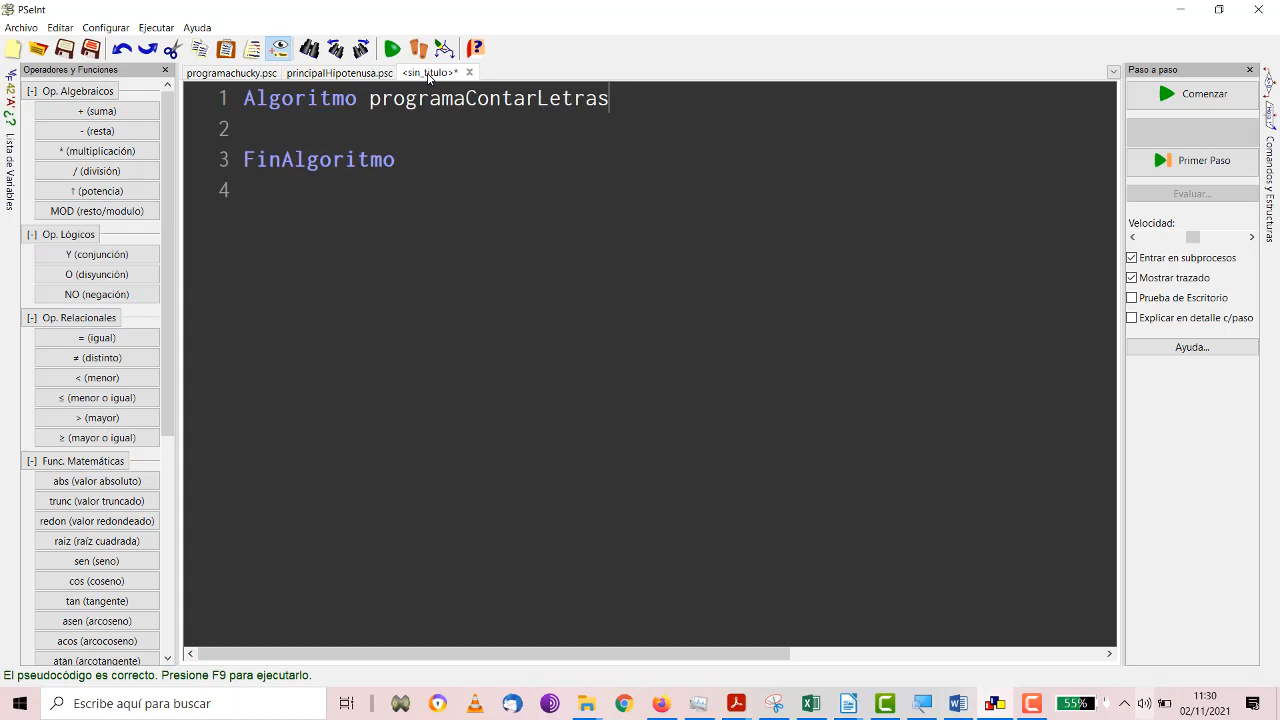 PSeInt
Archivo Editar Configurar Ejecutar Ayuda
programachucky.psc principalHipotenusa.psc <sin_titulo>*
Operadores y Funciones
[-] Op. Algebraicos
+ (suma)
- (resta)
* (multiplicación)
/ (división)
↑ (potencia)
MOD (resto/modulo)
[-] Op. Lógicos
Y (conjunción)
O (disyunción)
NO (negación)
[-] Op. Relacionales
= (igual)
≠ (distinto)
< (menor)
≤ (menor o igual)
> (mayor)
≥ (mayor o igual)
[-] Func. Matemáticas
abs (valor absoluto)
trunc (valor truncado)
redon (valor redondeado)
raiz (raíz cuadrada)
sen (seno)
cos (coseno)
tan (tangente)
asen (arcoseno)
acos (arcocoseno)
atan (arcotangente)
Lista de Variables
1 Algoritmo programaContarLetras
2
3 FinAlgoritmo
4
Paso a paso
Comenzar
Primer Paso
Evaluar...
Velocidad:
Entrar en subprocesos
Mostrar trazado
Prueba de Escritorio
Explicar en detalle c/paso
Ayuda...
Comandos y Estructuras
El pseudocódigo es correcto. Presione F9 para ejecutarlo.
Escribe aquí para buscar
55%
11:30
02/11/2021